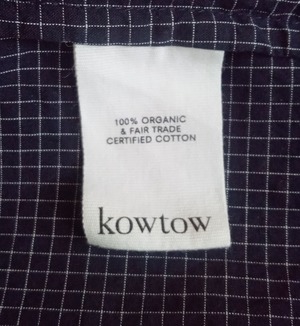 100% ORGANIC
& FAIR TRADE
CERTIFIED COTTON
kowtow